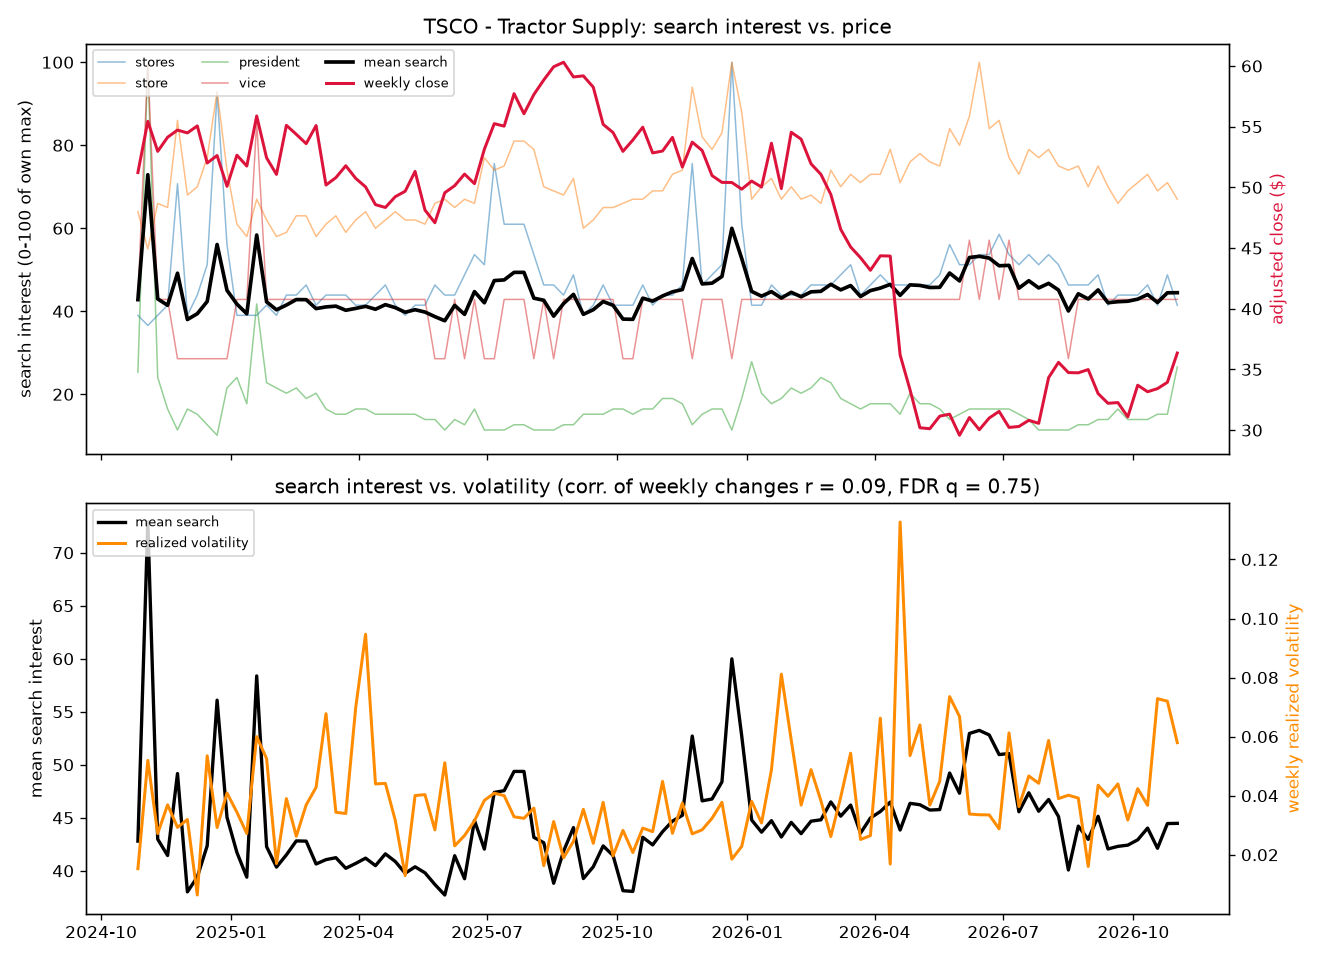 TSCO - Tractor Supply: search interest vs. price
stores
store
president
vice
mean search
weekly close
search interest (0-100 of own max)
100
80
60
40
20
adjusted close ($)
60
55
50
45
40
35
30
search interest vs. volatility (corr. of weekly changes r = 0.09, FDR q = 0.75)
mean search
realized volatility
mean search interest
70
65
60
55
50
45
40
weekly realized volatility
0.12
0.10
0.08
0.06
0.04
0.02
2024-10
2025-01
2025-04
2025-07
2025-10
2026-01
2026-04
2026-07
2026-10